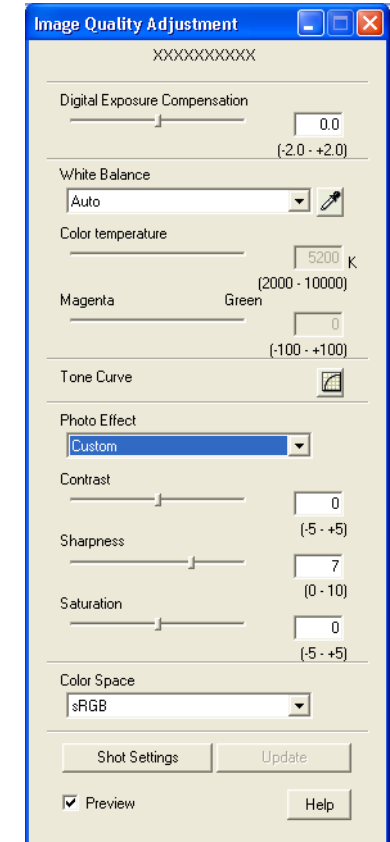 Image Quality Adjustment
XXXXXXXXXX
Digital Exposure Compensation
0.0
(-2.0 - +2.0)
White Balance
Auto
Color temperature
5200 K
(2000 - 10000)
Magenta Green
0
(-100 - +100)
Tone Curve
Photo Effect
Custom
Contrast
0
(-5 - +5)
Sharpness
7
(0 - 10)
Saturation
0
(-5 - +5)
Color Space
sRGB
Shot Settings Update
Preview Help